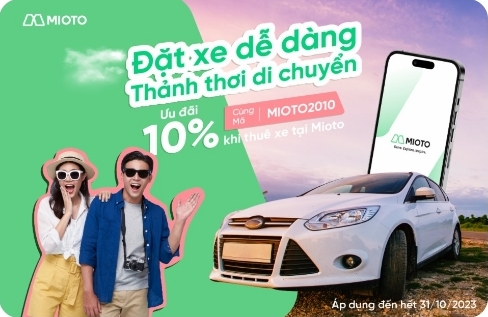 MIOTO
Đặt xe dễ dàng
Thảnh thơi di chuyển
Ưu đãi
10%
Cùng
Mã
MIOTO2010
khi thuê xe tại Mioto
MIOTO
Áp dụng đến hết 31/10/2023